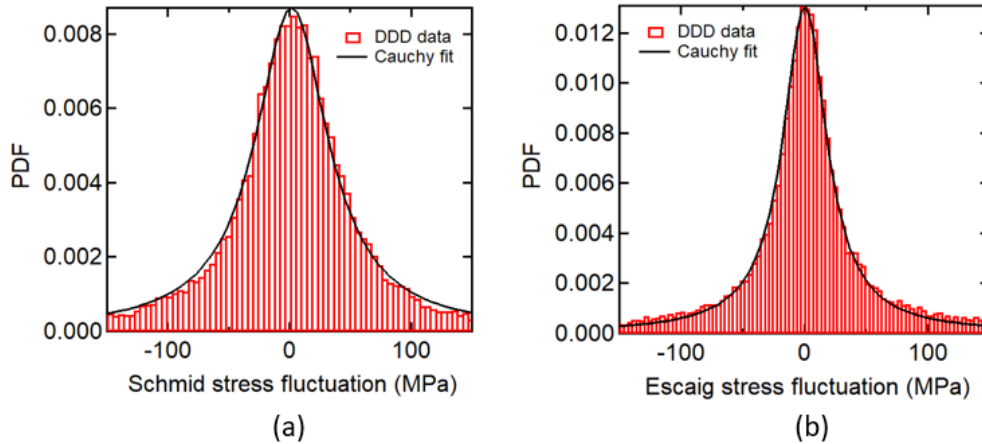 0.008
0.006
0.004
0.002
0.000
PDF
DDD data
Cauchy fit
-100
0
100
Schmid stress fluctuation (MPa)
(a)
0.012
0.010
0.008
0.006
0.004
0.002
0.000
PDF
DDD data
Cauchy fit
-100
0
100
Escaig stress fluctuation (MPa)
(b)